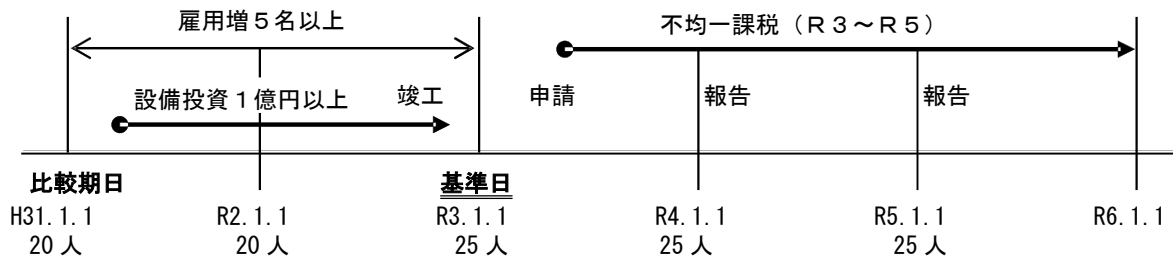 雇用増５名以上
不均一課税（Ｒ３～Ｒ５）
設備投資１億円以上
竣工
申請
報告
報告
比較期日
基準日
H31.1.1
R2.1.1
R3.1.1
R4.1.1
R5.1.1
R6.1.1
20 人
20 人
25 人
25 人
25 人